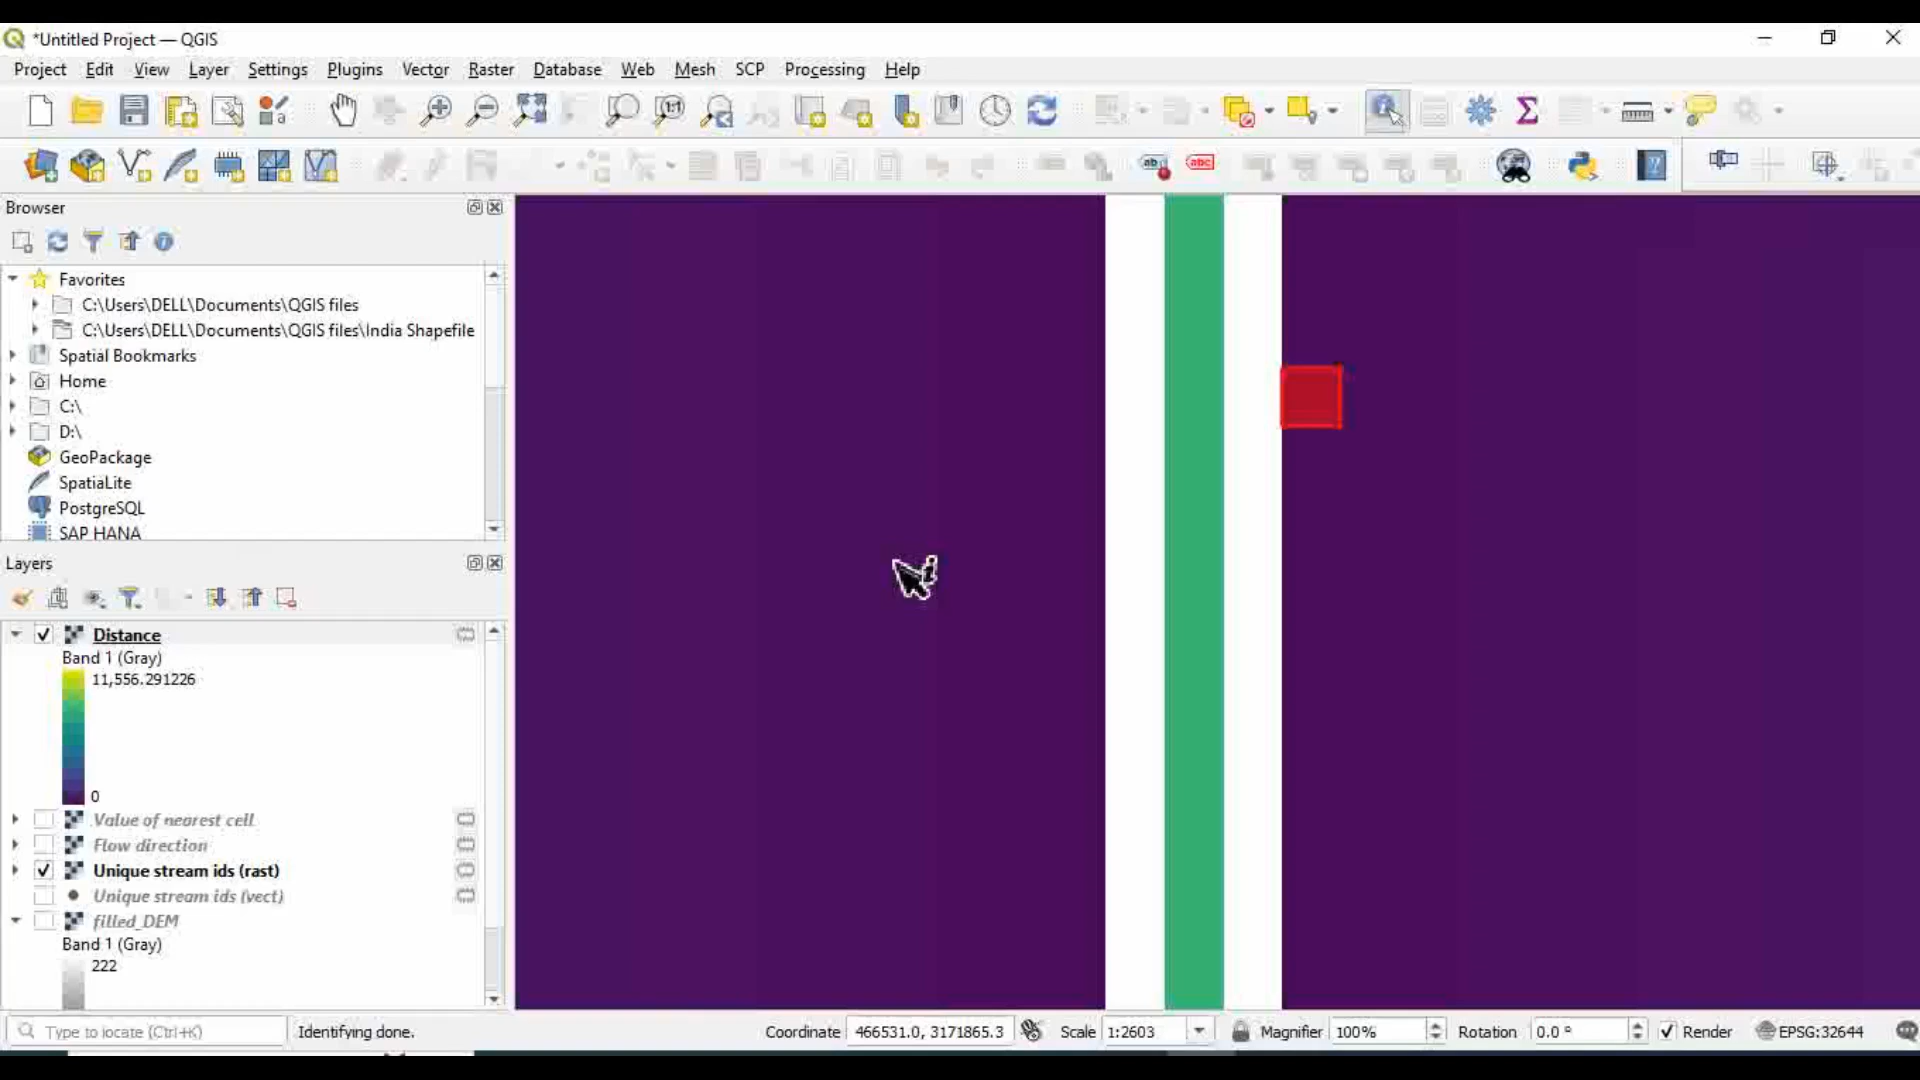 *Untitled Project — QGIS
Project Edit View Layer Settings Plugins Vector Raster Database Web Mesh SCP Processing Help
1:1
a
ab
abc
Browser
Favorites
C:\Users\DELL\Documents\QGIS files
C:\Users\DELL\Documents\QGIS files\India Shapefile
Spatial Bookmarks
Home
C:\
D:\
GeoPackage
SpatiaLite
PostgreSQL
SAP HANA
Layers
Distance
Band 1 (Gray)
11,556.291226
0
Value of nearest cell
Flow direction
Unique stream ids (rast)
Unique stream ids (vect)
filled_DEM
Band 1 (Gray)
222
Type to locate (Ctrl+K) Identifying done. Coordinate 466531.0, 3171865.3 Scale 1:2603 Magnifier 100% Rotation 0.0 ° Render EPSG:32644